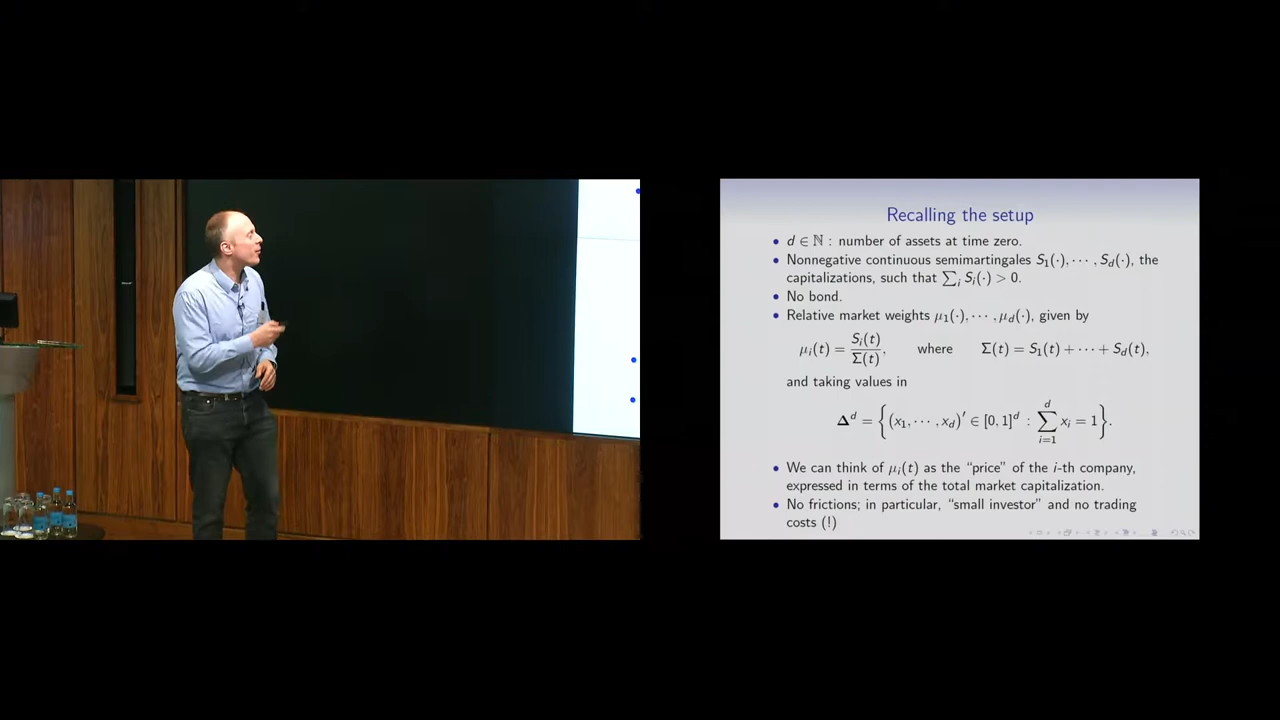 Recalling the setup
• d ∈ ℕ : number of assets at time zero.
• Nonnegative continuous semimartingales S₁(·), ⋯ , S_d(·), the
capitalizations, such that ∑ᵢ Sᵢ(·) > 0.
• No bond.
• Relative market weights μ₁(·), ⋯ , μ_d(·), given by
μᵢ(t) = Sᵢ(t)/Σ(t), where Σ(t) = S₁(t) + ⋯ + S_d(t),
and taking values in
Δ^d = { (x₁, ⋯ , x_d)′ ∈ [0, 1]^d : ∑_{i=1}^d xᵢ = 1 }.
• We can think of μᵢ(t) as the “price” of the i-th company,
expressed in terms of the total market capitalization.
• No frictions; in particular, “small investor” and no trading
costs (!)